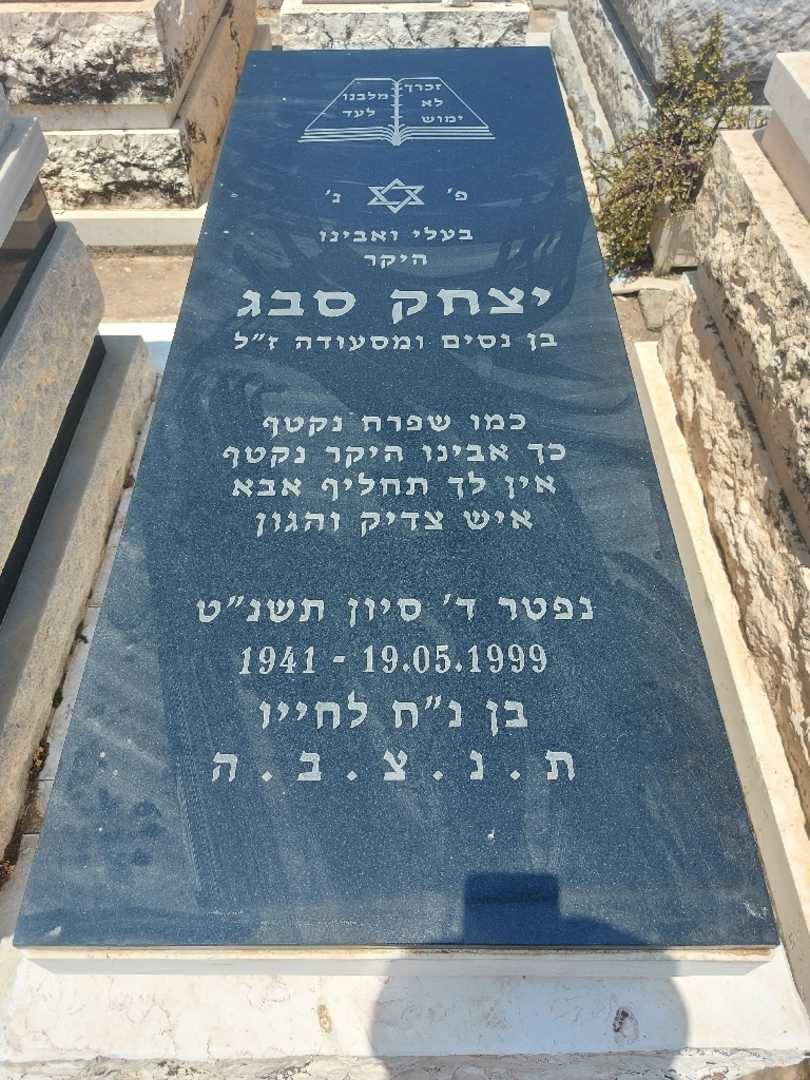 זכרך
לא
ימוש
מלבנו
לעד
פ' נ'
בעלי ואבינו
היקר
יצחק סבג
בן נסים ומסעודה ז"ל
כמו שפרח נקטף
כך אבינו היקר נקטף
אין לך תחליף אבא
איש צדיק והגון
נפטר ד' סיון תשנ"ט
1941 - 19.05.1999
בן נ"ח לחייו
ת.נ.צ.ב.ה